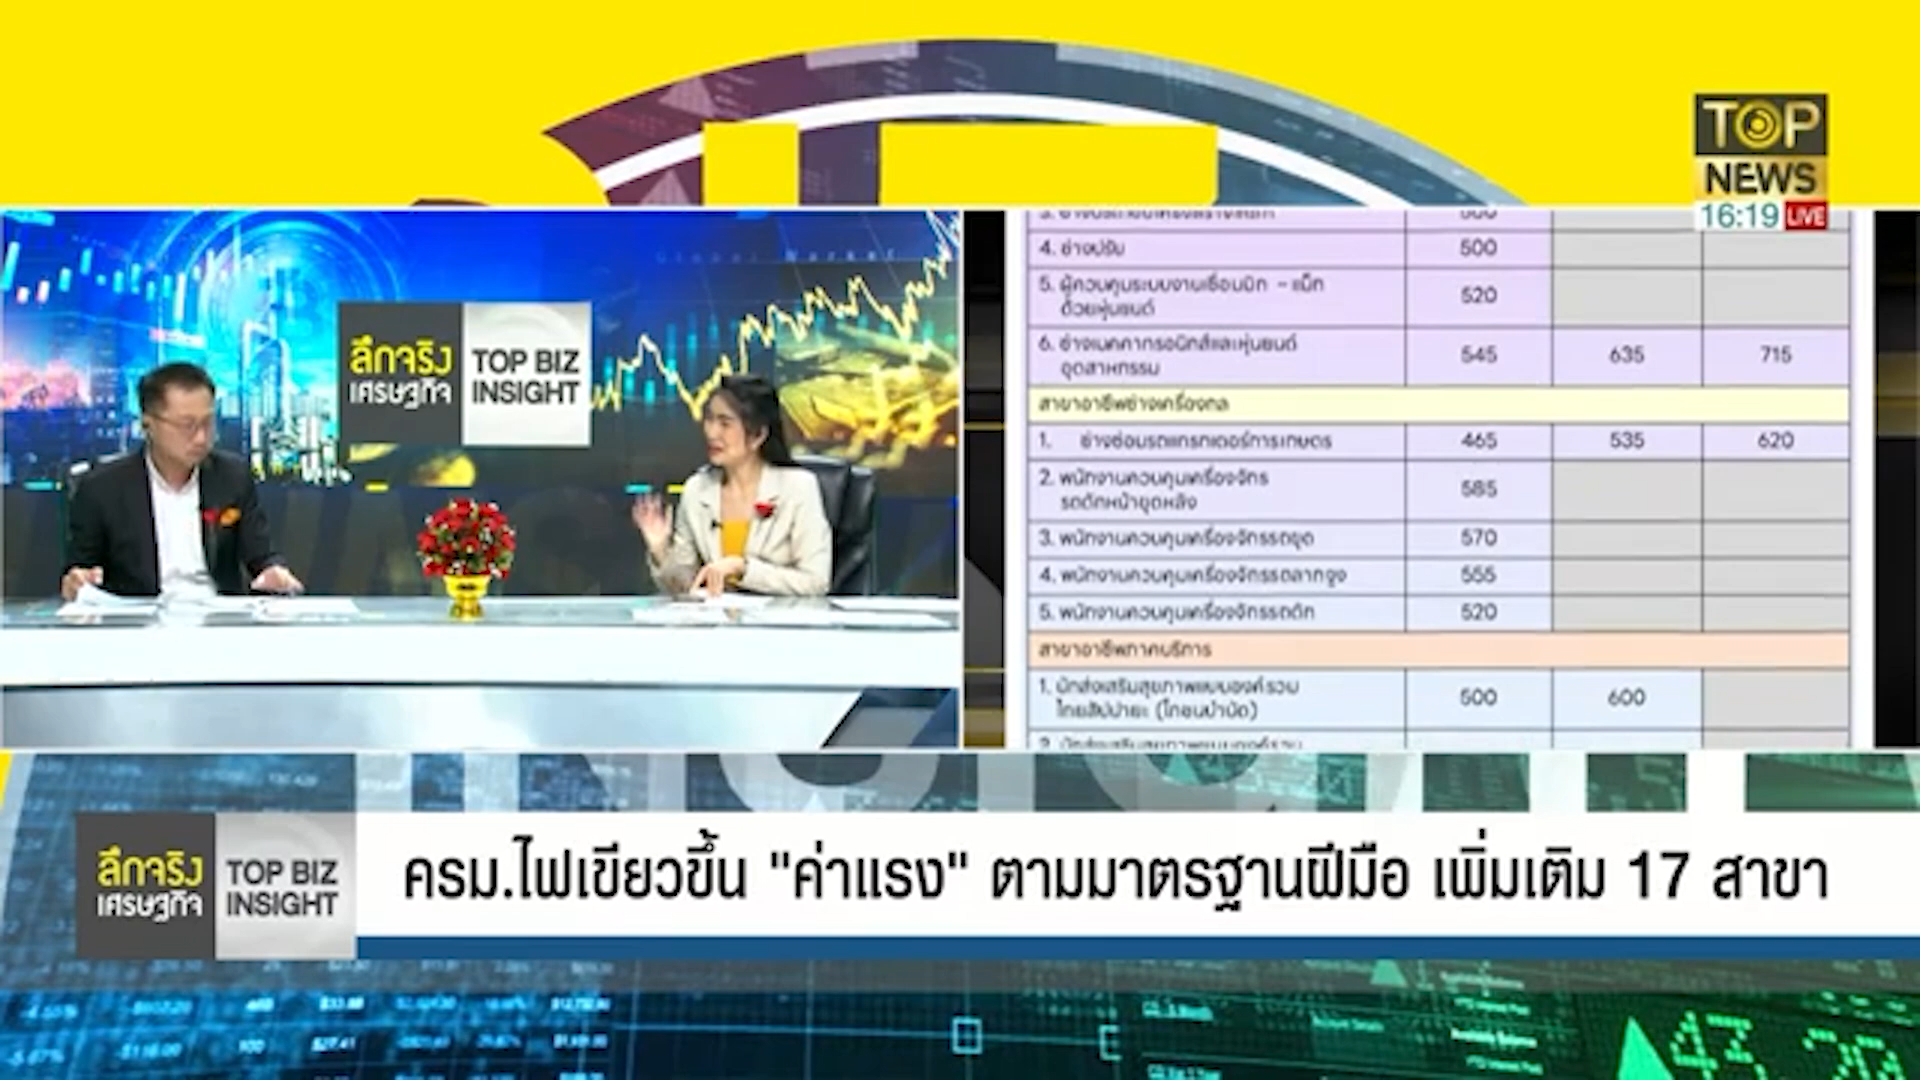 TOP
NEWS
16:19 LIVE
Global Market
ลึกจริง
เศรษฐกิจ
TOP BIZ
INSIGHT
500
4. ช่างปรับ 500
5. ผู้ควบคุมระบบงานเชื่อมมิก - แม็ก
ด้วยหุ่นยนต์ 520
6. ช่างเมคคาทรอนิกส์และหุ่นยนต์
อุตสาหกรรม 545 635 715
สาขาอาชีพช่างเครื่องกล
1. ช่างซ่อมรถแทรกเตอร์การเกษตร 465 535 620
2. พนักงานควบคุมเครื่องจักร
รถตักหน้าขุดหลัง 585
3. พนักงานควบคุมเครื่องจักรรถขุด 570
4. พนักงานควบคุมเครื่องจักรรถลากจูง 555
5. พนักงานควบคุมเครื่องจักรรถตัก 520
สาขาอาชีพภาคบริการ
1. นักส่งเสริมสุขภาพแบบองค์รวม
ไทยสัปปายะ (โภชนบำบัด) 500 600
ลึกจริง
เศรษฐกิจ
TOP BIZ
INSIGHT
ครม.ไฟเขียวขึ้น "ค่าแรง" ตามมาตรฐานฝีมือ เพิ่มเติม 17 สาขา